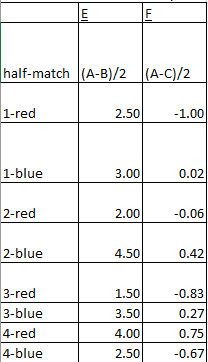 E F
half-match (A-B)/2 (A-C)/2
1-red 2.50 -1.00
1-blue 3.00 0.02
2-red 2.00 -0.06
2-blue 4.50 0.42
3-red 1.50 -0.83
3-blue 3.50 0.27
4-red 4.00 0.75
4-blue 2.50 -0.67